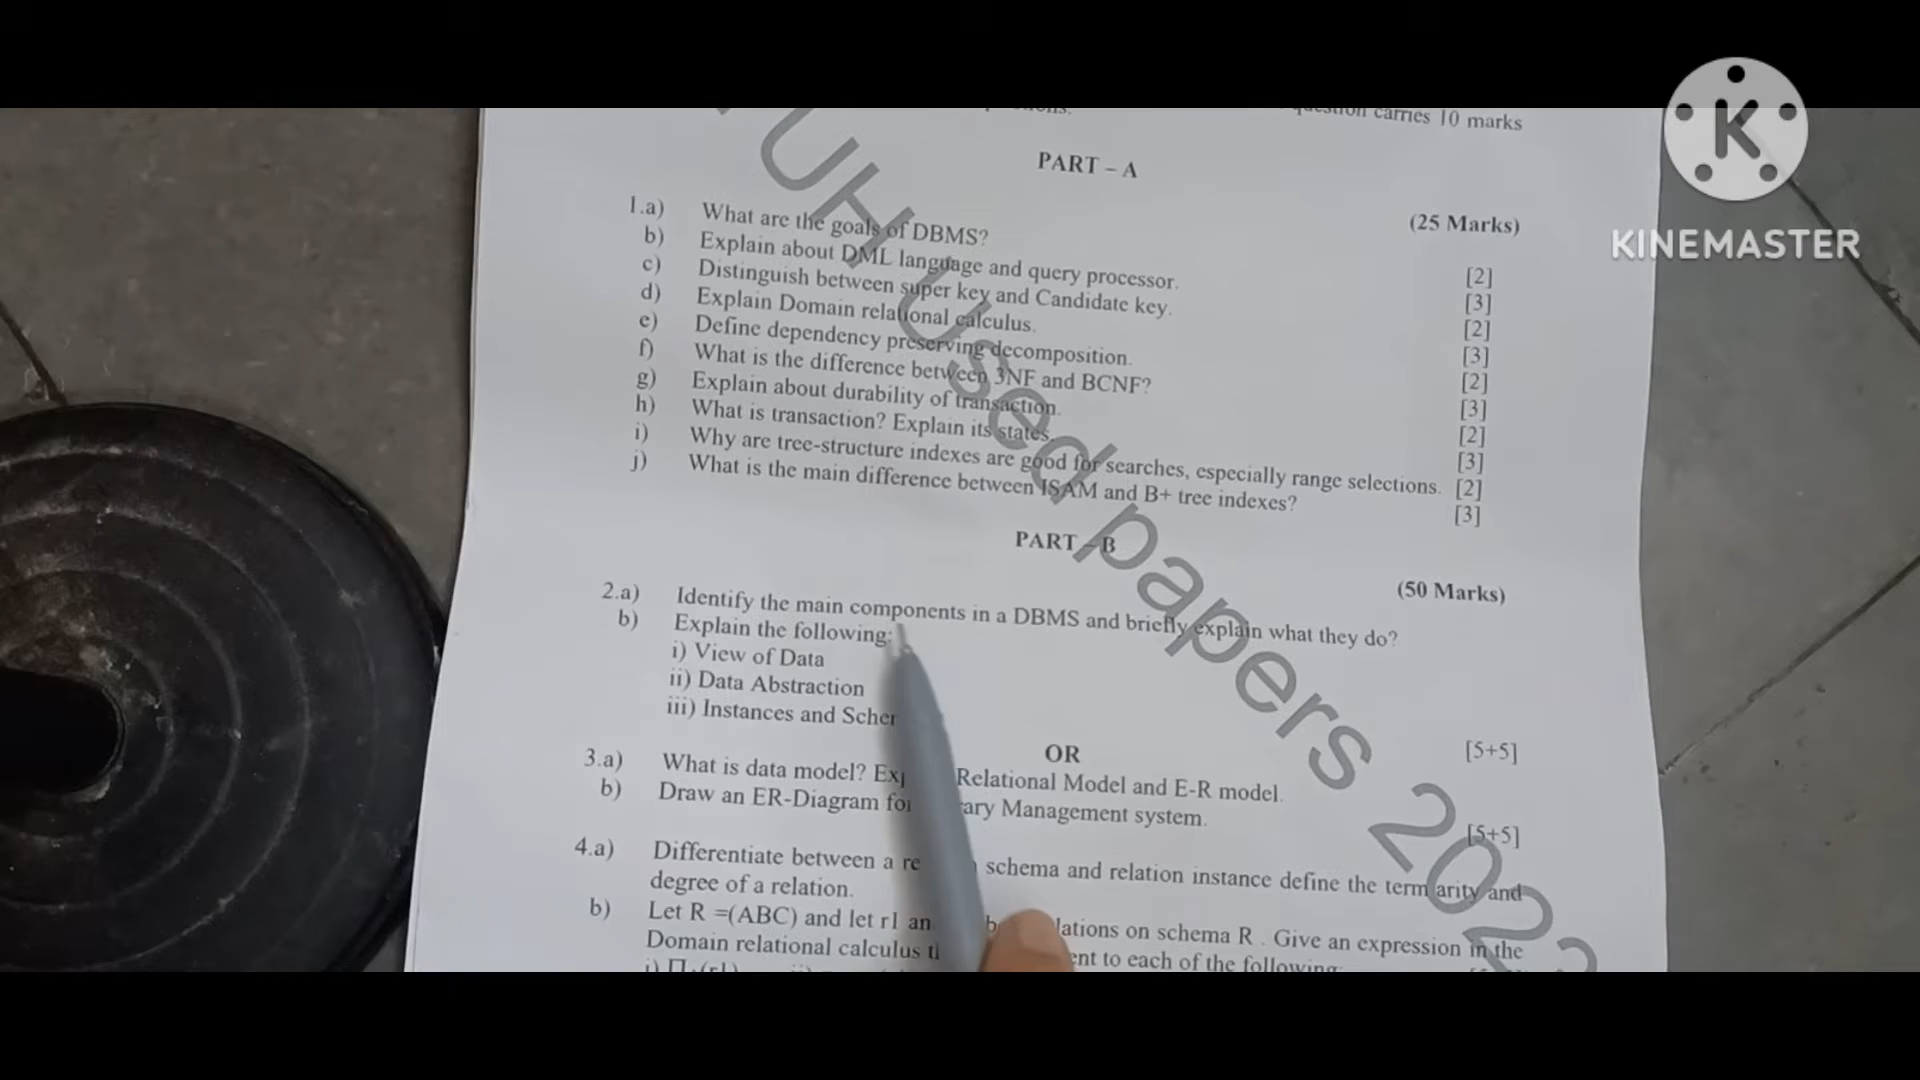 question carries 10 marks
PART – A
(25 Marks)
1.a) What are the goals of DBMS? [2]
b) Explain about DML language and query processor. [3]
c) Distinguish between super key and Candidate key. [2]
d) Explain Domain relational calculus. [3]
e) Define dependency preserving decomposition. [2]
f) What is the difference between 3NF and BCNF? [3]
g) Explain about durability of transaction. [2]
h) What is transaction? Explain its states. [3]
i) Why are tree-structure indexes are good for searches, especially range selections. [2]
j) What is the main difference between ISAM and B+ tree indexes? [3]
PART – B
(50 Marks)
2.a) Identify the main components in a DBMS and briefly explain what they do?
b) Explain the following:
i) View of Data
ii) Data Abstraction
iii) Instances and
[5+5]
OR
3.a) What is data model? Relational Model and E-R model.
b) Draw an ER-Diagram Management system.
[5+5]
4.a) Differentiate between a schema and relation instance define the term arity and
degree of a relation.
b) Let R =(ABC) and let r1 on schema R . Give an expression in the
Domain relational calculus to each of the following:
UH Used papers 202
K
KINEMASTER